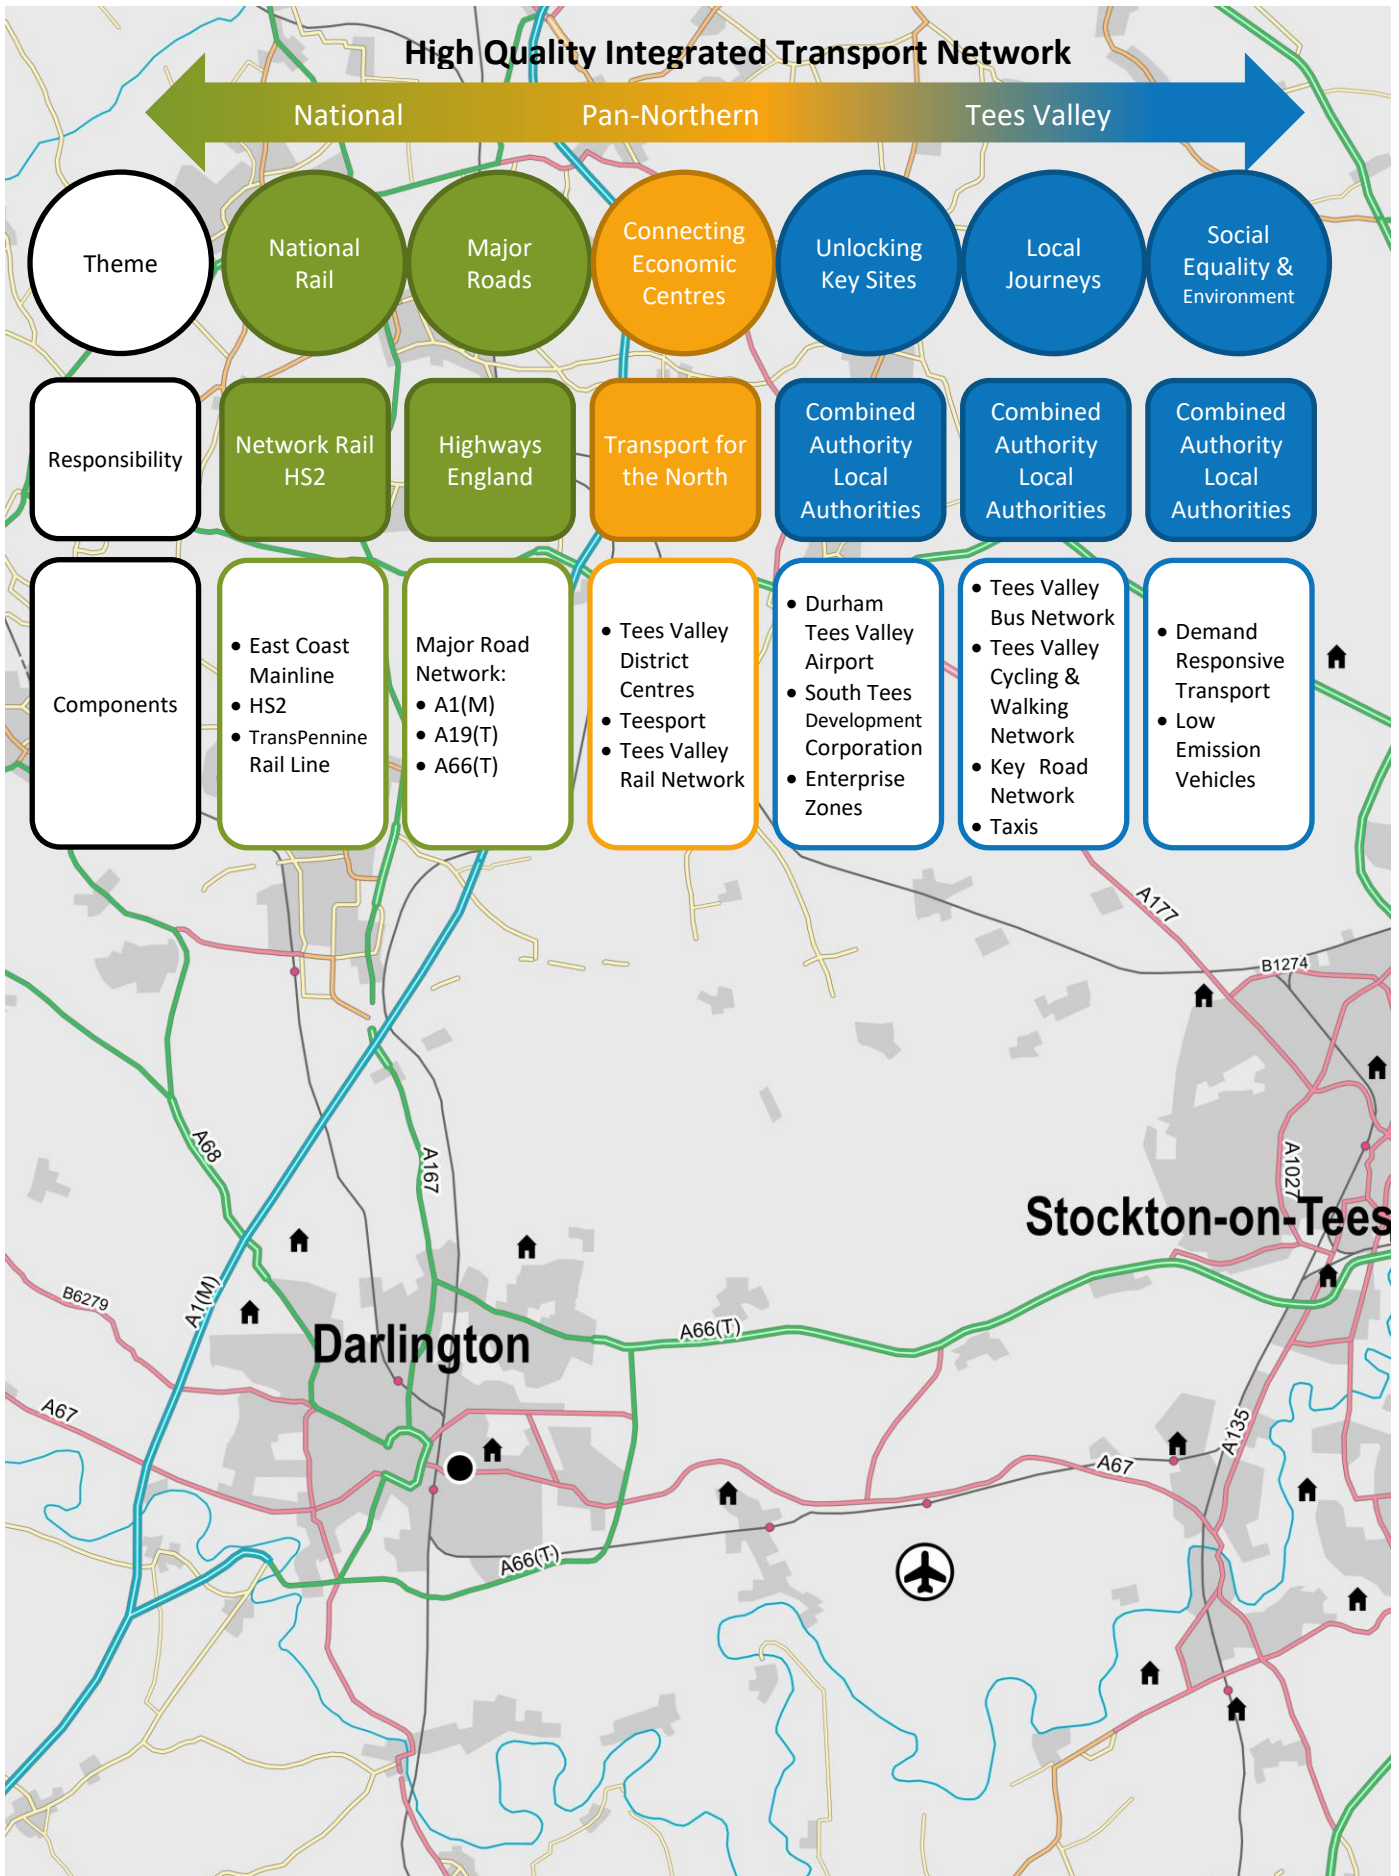 High Quality Integrated Transport Network
National
Pan-Northern
Tees Valley
Theme
National
Rail
Major
Roads
Connecting
Economic
Centres
Unlocking
Key Sites
Local
Journeys
Social
Equality &
Environment
Responsibility
Network Rail
HS2
Highways
England
Transport for
the North
Combined
Authority
Local
Authorities
Combined
Authority
Local
Authorities
Combined
Authority
Local
Authorities
Components
• East Coast
Mainline
• HS2
• TransPennine
Rail Line
Major Road
Network:
• A1(M)
• A19(T)
• A66(T)
• Tees Valley
District
Centres
• Teesport
• Tees Valley
Rail Network
• Durham
Tees Valley
Airport
• South Tees
Development
Corporation
• Enterprise
Zones
• Tees Valley
Bus Network
• Tees Valley
Cycling &
Walking
Network
• Key Road
Network
• Taxis
• Demand
Responsive
Transport
• Low
Emission
Vehicles
A177
B1274
A68
A167
A1027
Stockton-on-Tees
B6279
A1(M)
Darlington
A66(T)
A67
A135
A67
A66(T)